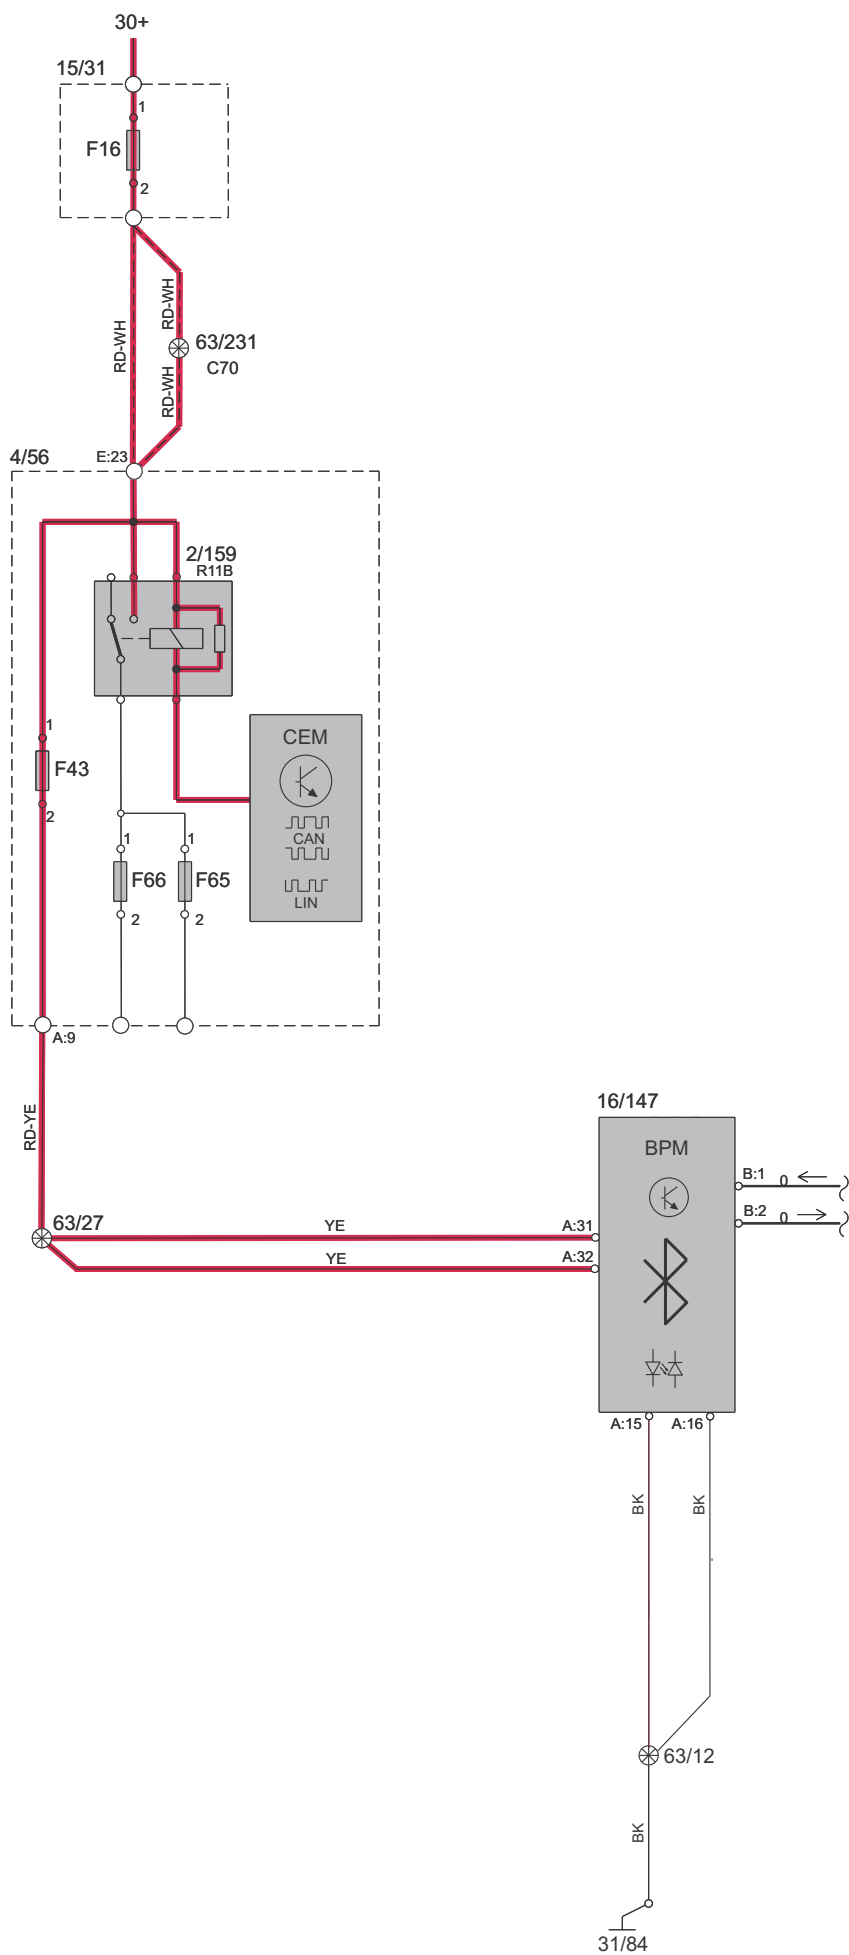 30+
15/31
1
F16
2
RD-WH
RD-WH
63/231
C70
RD-WH
4/56
E:23
2/159
R11B
1
F43
2
CEM
CAN
LIN
1
1
F66
F65
2
2
A:9
RD-YE
16/147
BPM
B:1
0
B:2
0
63/27
YE
A:31
YE
A:32
A:15
A:16
BK
BK
63/12
BK
31/84